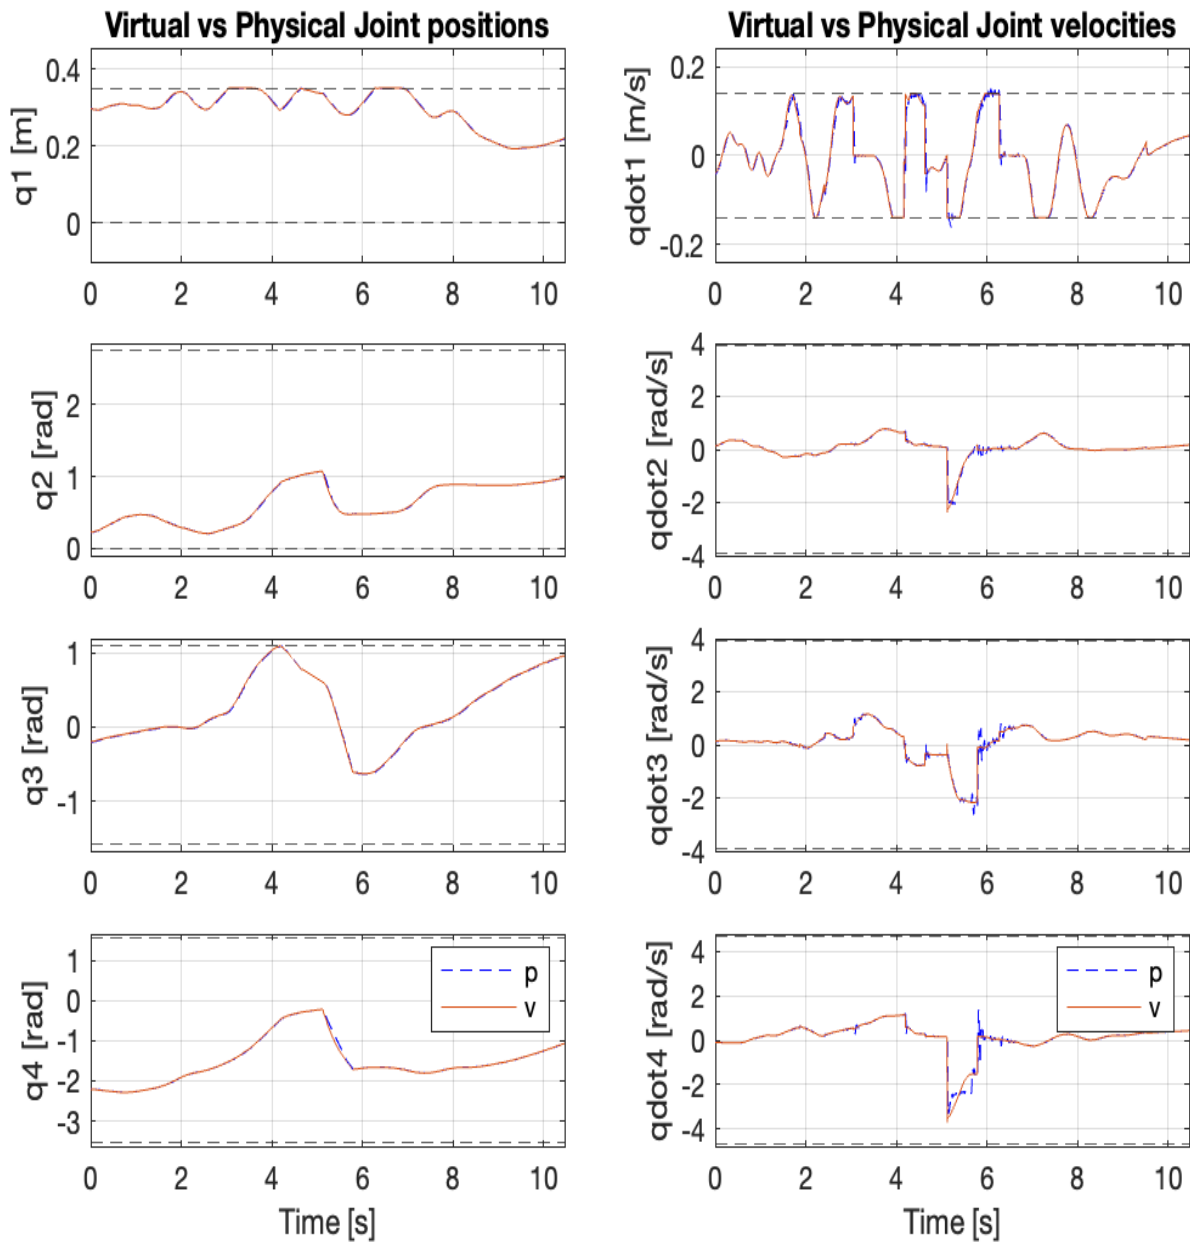 Virtual vs Physical Joint positions
q1 [m]
0.4
0.2
0
0 2 4 6 8 10
q2 [rad]
2
1
0
0 2 4 6 8 10
q3 [rad]
1
0
-1
0 2 4 6 8 10
q4 [rad]
1
0
-1
-2
-3
p
v
0 2 4 6 8 10
Time [s]
Virtual vs Physical Joint velocities
qdot1 [m/s]
0.2
0
-0.2
0 2 4 6 8 10
qdot2 [rad/s]
4
2
0
-2
-4
0 2 4 6 8 10
qdot3 [rad/s]
4
2
0
-2
-4
0 2 4 6 8 10
qdot4 [rad/s]
4
2
0
-2
-4
p
v
0 2 4 6 8 10
Time [s]